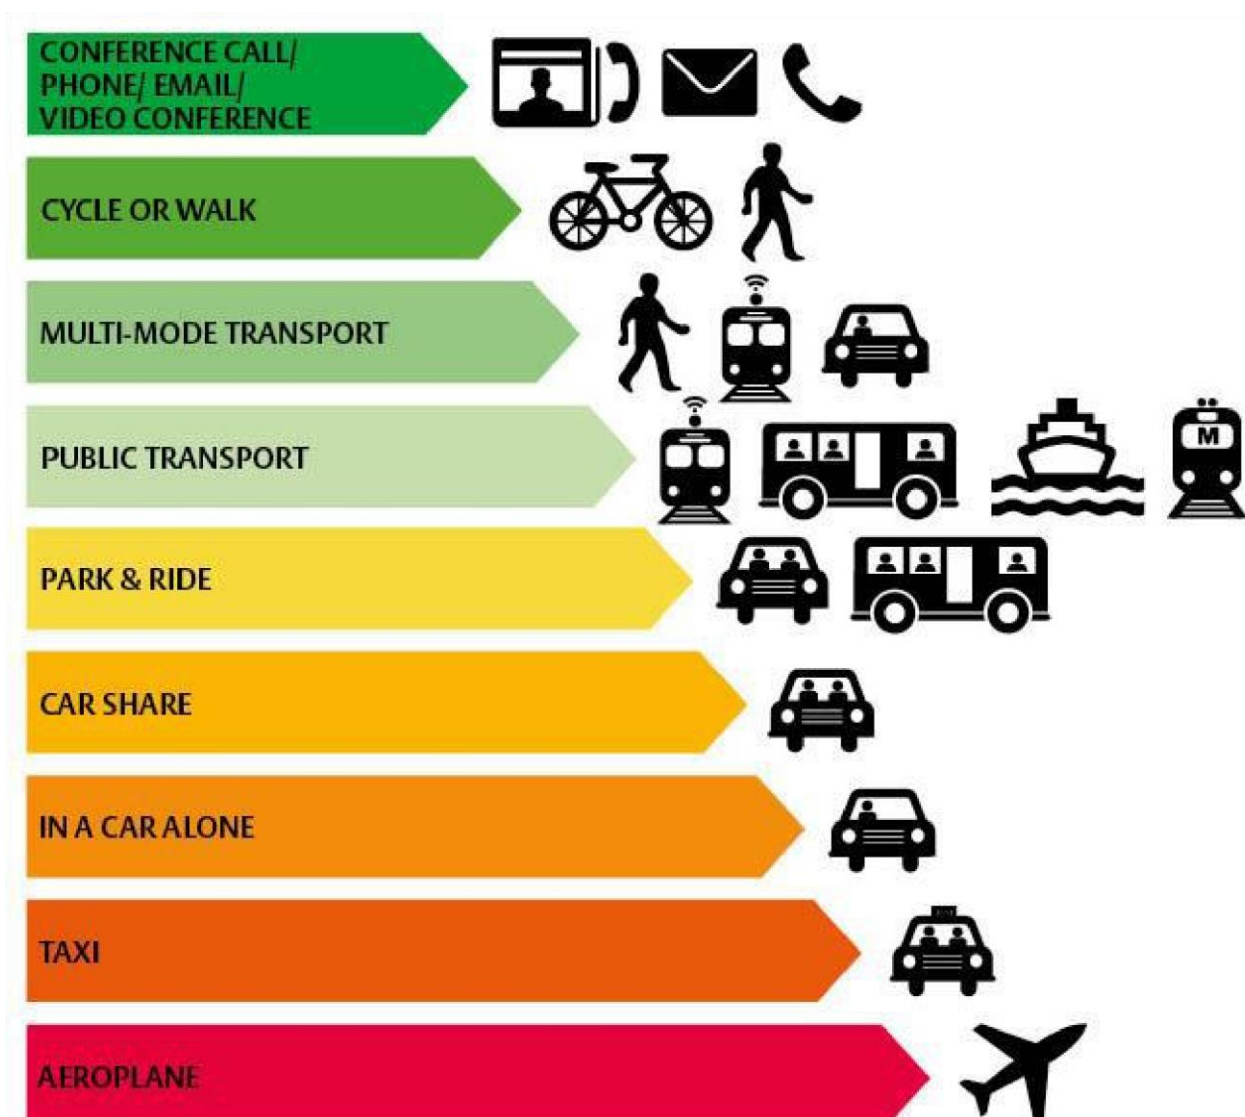 CONFERENCE CALL/
PHONE/ EMAIL/
VIDEO CONFERENCE
CYCLE OR WALK
MULTI-MODE TRANSPORT
PUBLIC TRANSPORT
M
PARK & RIDE
CAR SHARE
IN A CAR ALONE
TAXI
AEROPLANE